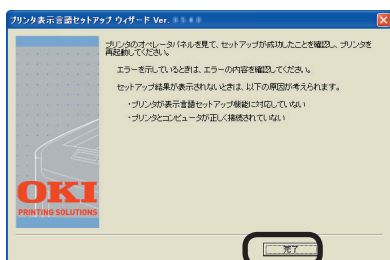 プリンタ表示言語セットアップ ウィザード Ver.
プリンタのオペレータパネルを見て、セットアップが成功したことを確認し、プリンタを
再起動してください。
エラーを示しているときは、エラーの内容を確認してください。
セットアップ結果が表示されないときは、以下の原因が考えられます。
・プリンタが表示言語セットアップ機能に対応していない
・プリンタとコンピュータが正しく接続されていない
OKI
PRINTING SOLUTIONS
完了